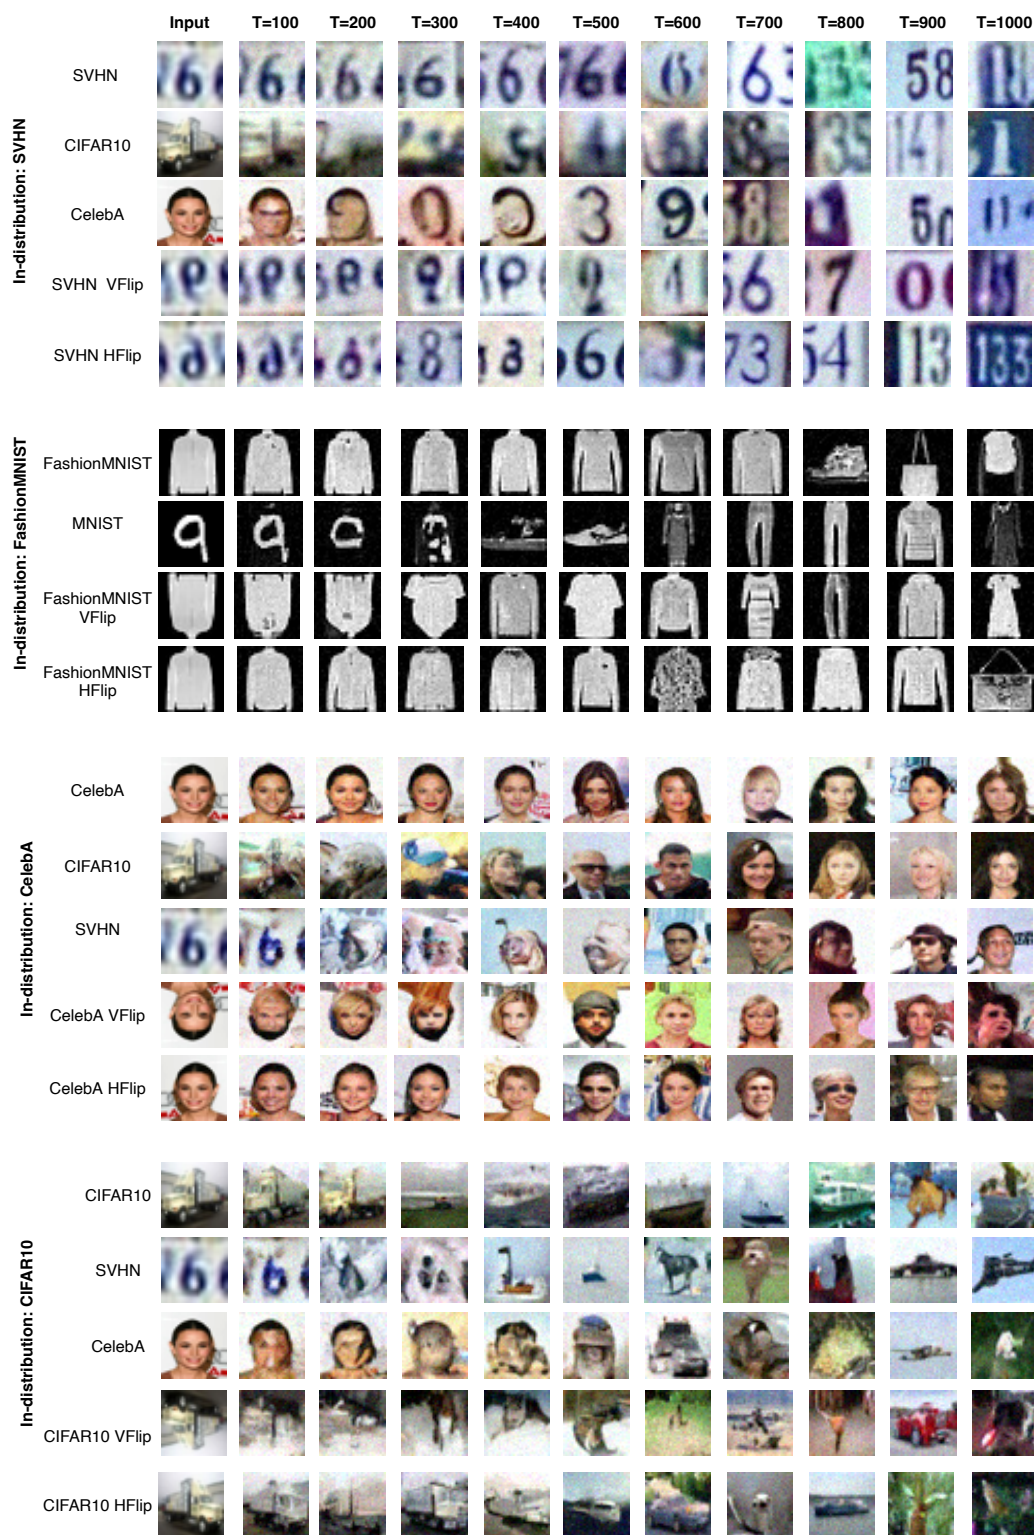 Input T=100 T=200 T=300 T=400 T=500 T=600 T=700 T=800 T=900 T=1000
In-distribution: SVHN
SVHN
CIFAR10
CelebA
SVHN VFlip
SVHN HFlip
In-distribution: FashionMNIST
FashionMNIST
MNIST
FashionMNIST
VFlip
FashionMNIST
HFlip
In-distribution: CelebA
CelebA
CIFAR10
SVHN
CelebA VFlip
CelebA HFlip
In-distribution: CIFAR10
CIFAR10
SVHN
CelebA
CIFAR10 VFlip
CIFAR10 HFlip